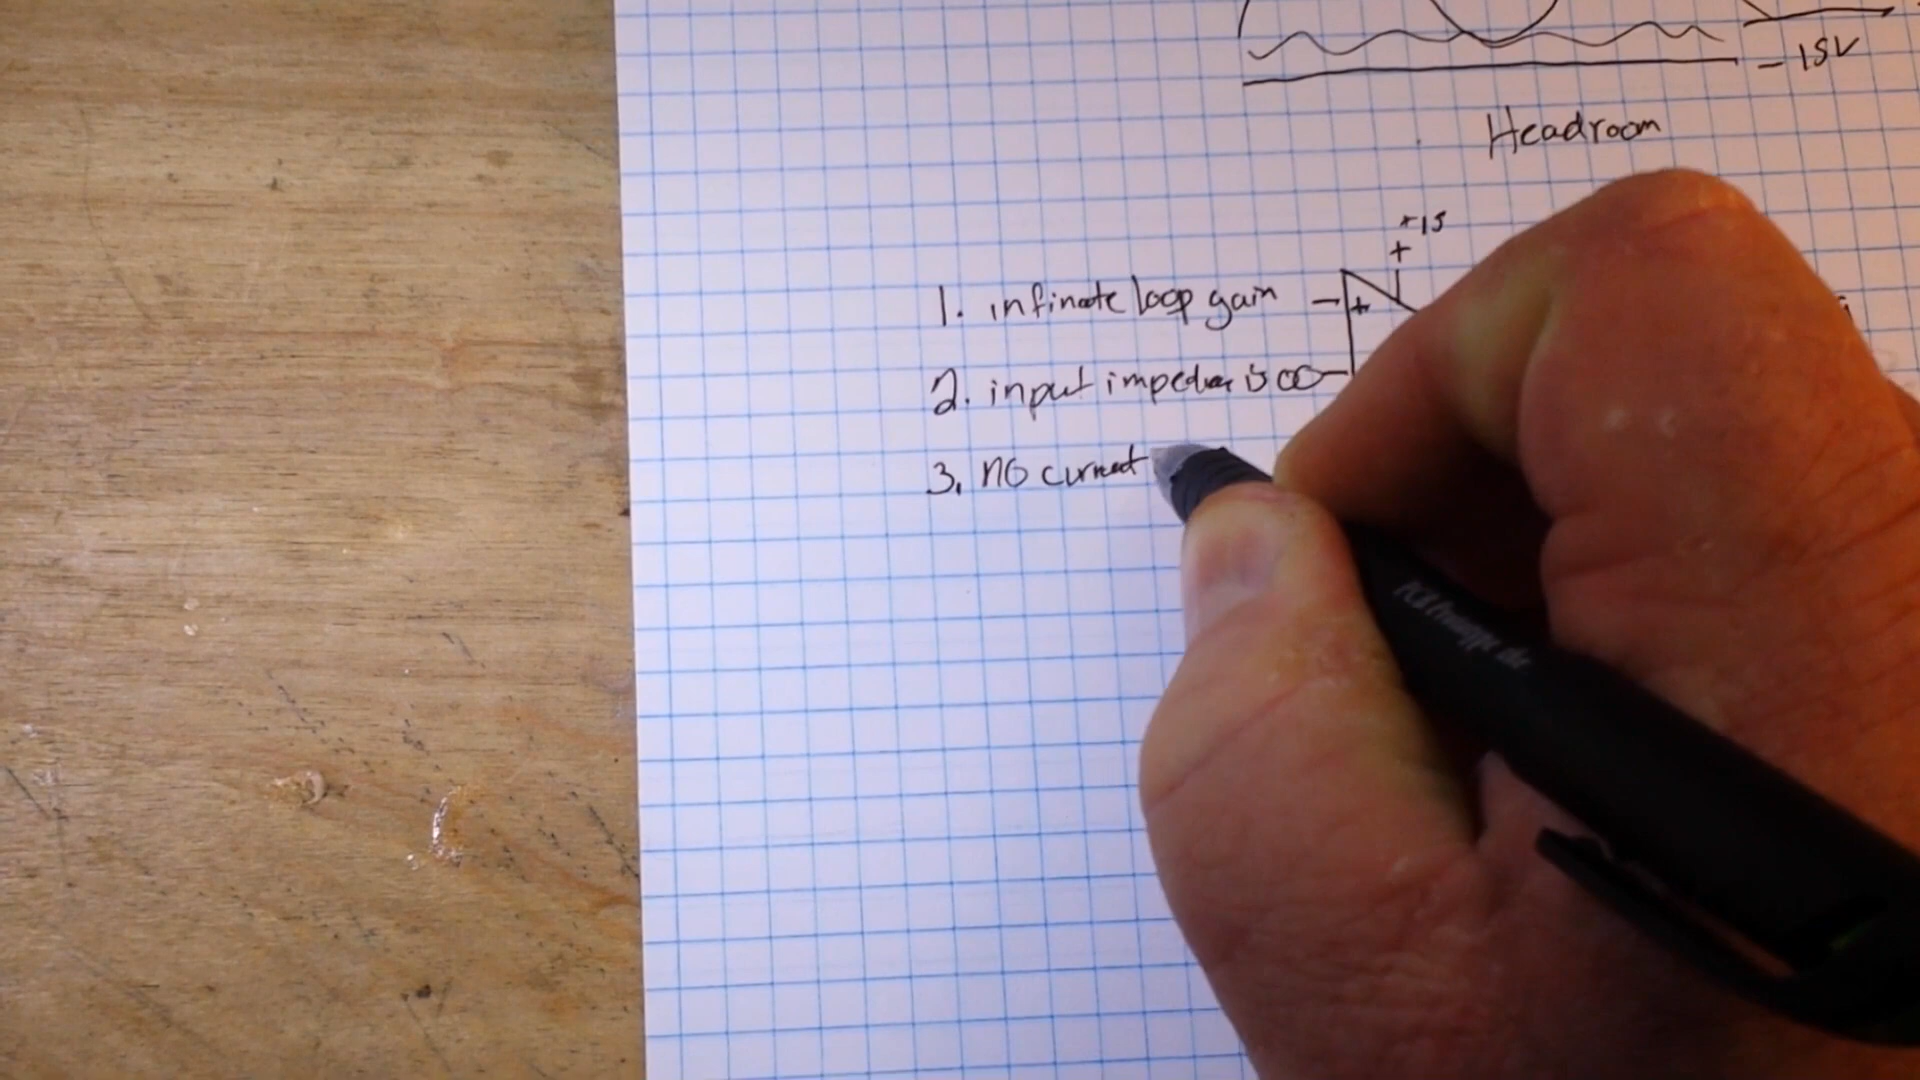 - 15V
Headroom
+15
+
1. infinate loop gain - +
2. input impedance is ∞
3. no current